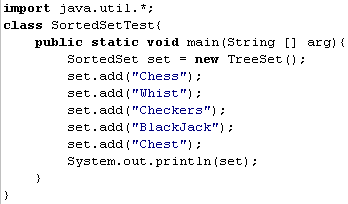 import java.util.*;
class SortedSetTest{
    public static void main(String [] arg){
        SortedSet set = new TreeSet();
        set.add("Chess");
        set.add("Whist");
        set.add("Checkers");
        set.add("BlackJack");
        set.add("Chest");
        System.out.println(set);
    }
}